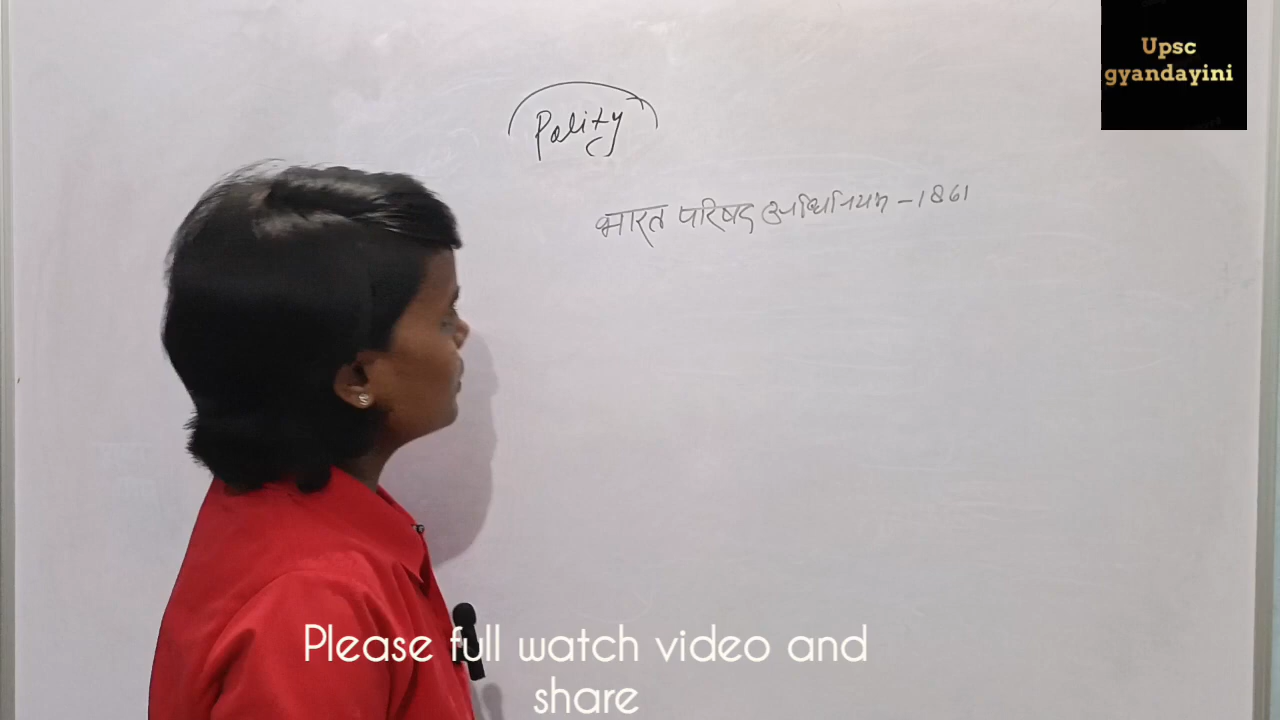 Upsc
gyandayini
Polity
भारत परिषद अधिनियम - 1861
Please full watch video and
share